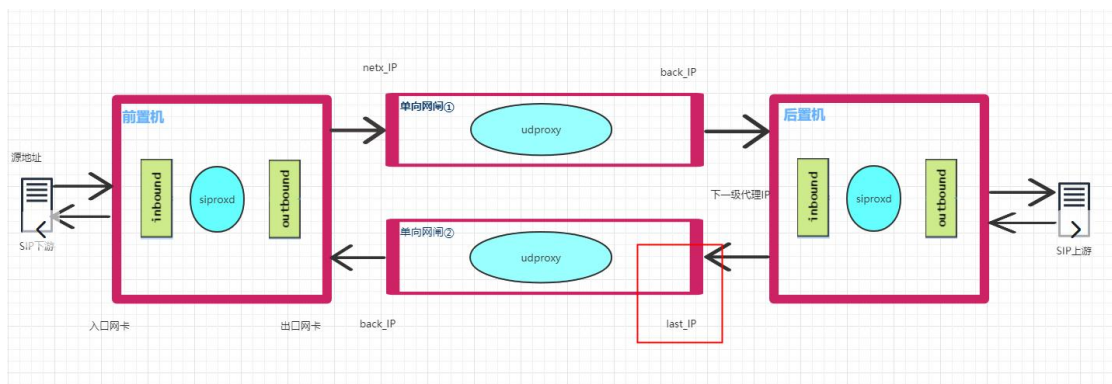 netx_IP
back_IP
前置机
单向网闸①
udproxy
后置机
源地址
inbound
siproxd
outbound
下一级代理IP
inbound
siproxd
outbound
SIP下游
单向网闸②
udproxy
SIP上游
入口网卡
出口网卡
back_IP
last_IP